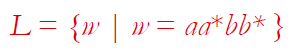 L = {w | w = aa*bb* }